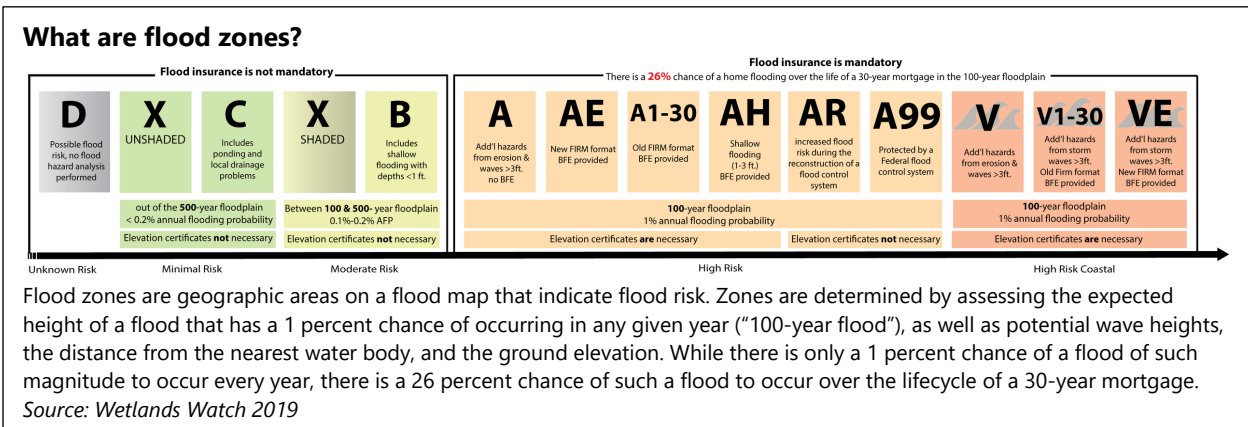 What are flood zones?
Flood insurance is not mandatory
Flood insurance is mandatory
There is a 26% chance of a home flooding over the life of a 30-year mortgage in the 100-year floodplain
D
Possible flood
risk, no flood
hazard analysis
performed
X
UNSHADED
C
Includes
ponding and
local drainage
problems
X
SHADED
B
Includes
shallow
flooding with
depths <1 ft.
A
Add'l hazards
from erosion &
waves >3ft.
no BFE
AE
New FIRM format
BFE provided
A1-30
Old FIRM format
BFE provided
AH
Shallow
flooding
(1-3 ft.)
BFE provided
AR
increased flood
risk during the
reconstruction of a
flood control
system
A99
Protected by a
Federal flood
control system
V
Add'l hazards
from erosion &
waves >3ft.
V1-30
Add'l hazards
from storm
waves >3ft.
Old Firm format
BFE provided
VE
Add'l hazards
from storm
waves >3ft.
New FIRM format
BFE provided
out of the 500-year floodplain
< 0.2% annual flooding probability
Between 100 & 500- year floodplain
0.1%-0.2% AFP
100-year floodplain
1% annual flooding probability
100-year floodplain
1% annual flooding probability
Elevation certificates not necessary
Elevation certificates not necessary
Elevation certificates are necessary
Elevation certificates are not necessary
Elevation certificates are necessary
Unknown Risk
Minimal Risk
Moderate Risk
High Risk
High Risk Coastal
Flood zones are geographic areas on a flood map that indicate flood risk. Zones are determined by assessing the expected
height of a flood that has a 1 percent chance of occurring in any given year (“100-year flood”), as well as potential wave heights,
the distance from the nearest water body, and the ground elevation. While there is only a 1 percent chance of a flood of such
magnitude to occur every year, there is a 26 percent chance of such a flood to occur over the lifecycle of a 30-year mortgage.
Source: Wetlands Watch 2019